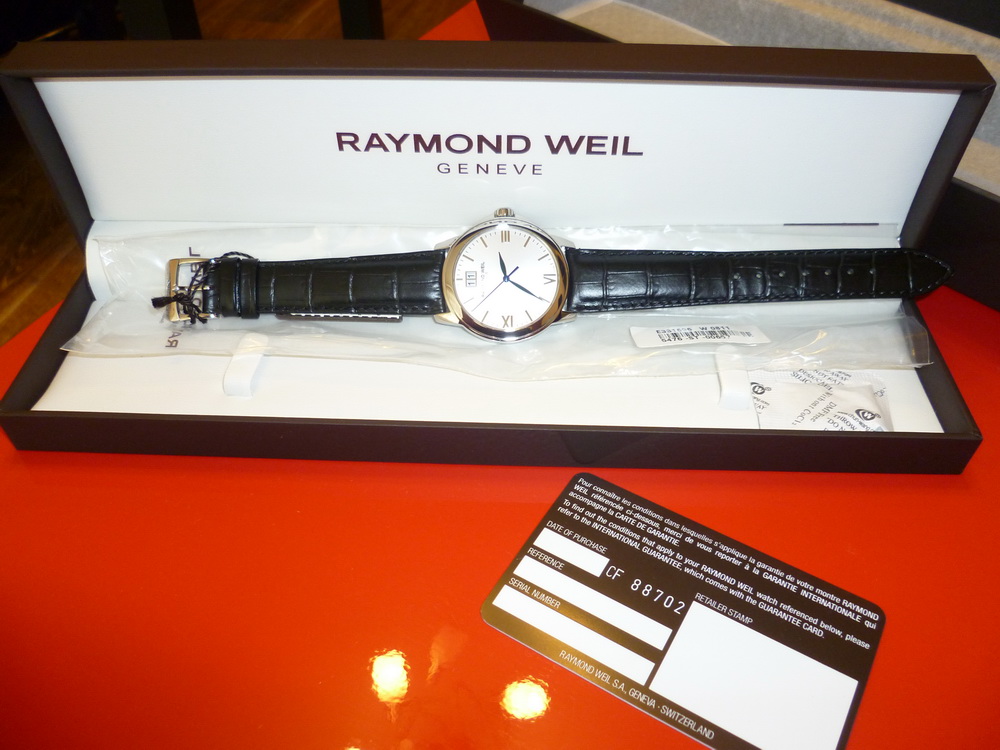 RAYMOND WEIL
GENEVE
11
Pour connaître les conditions dans lesquelles s'applique la garantie de votre montre RAYMOND
WEIL référencée ci-dessous, merci de vous reporter à la GARANTIE INTERNATIONALE qui
accompagne la CARTE DE GARANTIE.
To find out the conditions that apply to your RAYMOND WEIL watch referenced below, please
refer to the INTERNATIONAL GUARANTEE, which comes with the GUARANTEE CARD.
DATE OF PURCHASE
CF 88702
REFERENCE
RETAILER STAMP
SERIAL NUMBER
RAYMOND WEIL S.A., GENEVA - SWITZERLAND